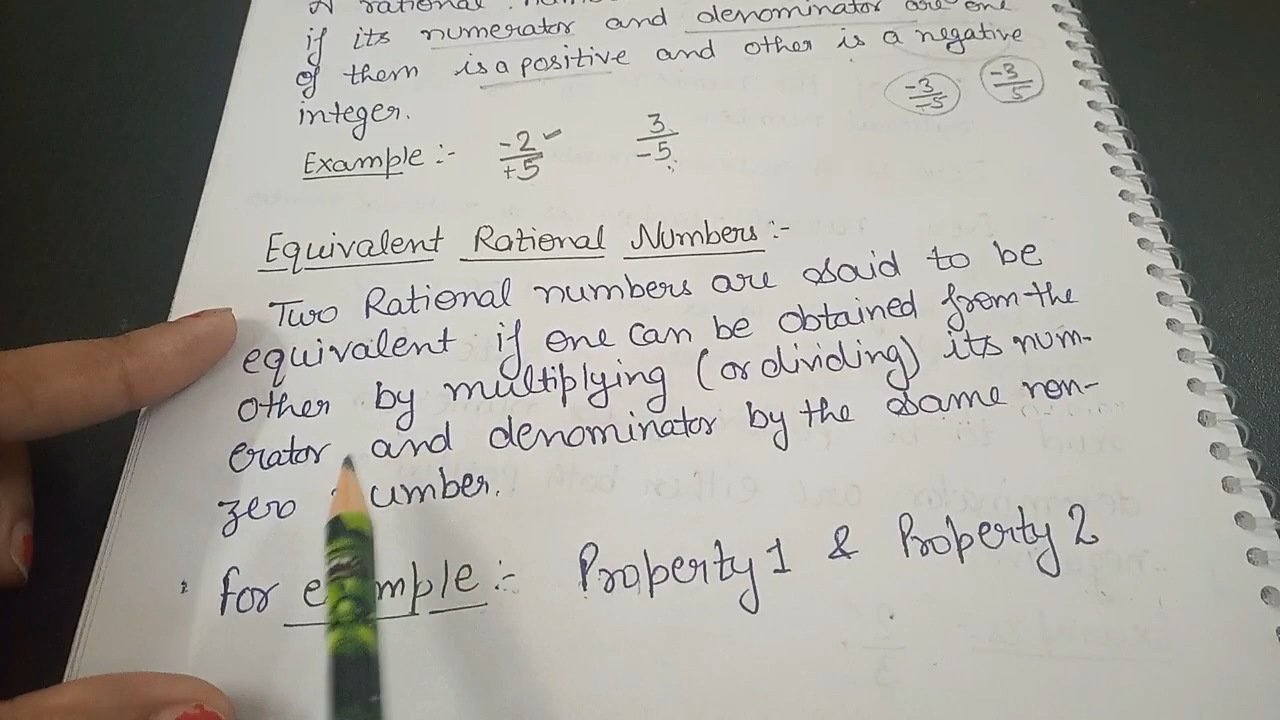 A rational
if its numerator and denominator are one
of them is a positive and other is a negative
integer.
-3/-5 -3/5
Example :- -2/+5 3/-5
Equivalent Rational Numbers :-
Two Rational numbers are said to be
equivalent if one can be obtained from the
other by multiplying (or dividing) its num-
erator and denominator by the same non-
zero umber.
for e mple :- Property 1 & Property 2